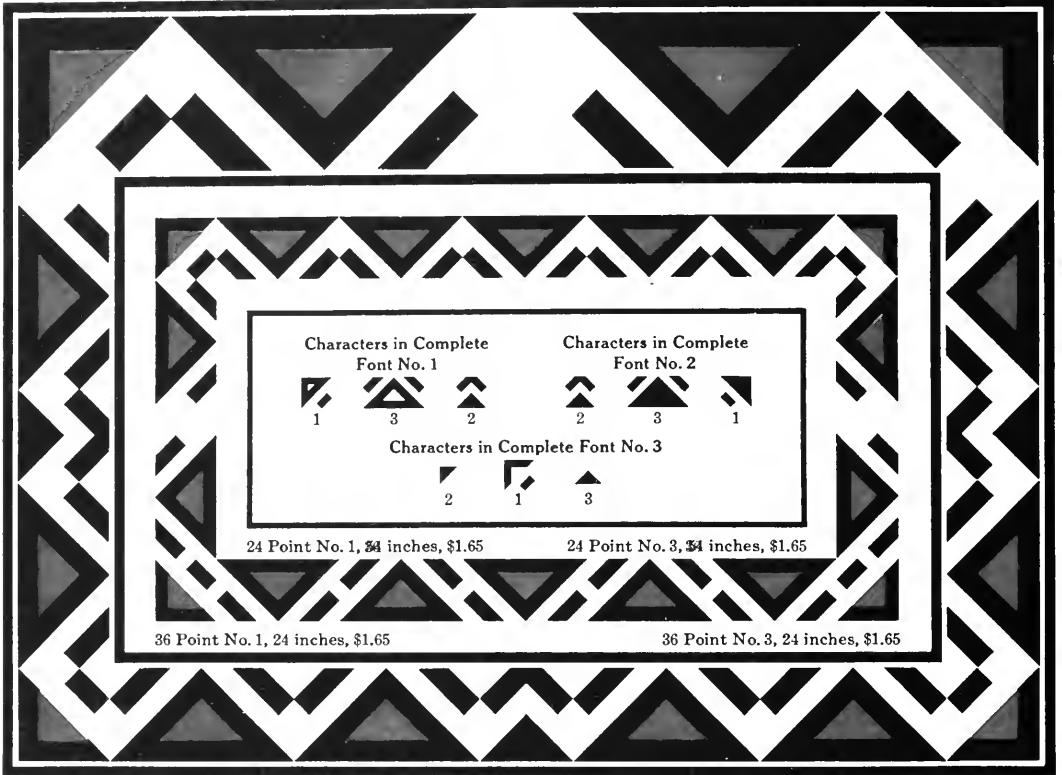 Characters in Complete
Font No. 1
1 3 2
Characters in Complete
Font No. 2
2 3 1
Characters in Complete Font No. 3
2 1 3
24 Point No. 1, 34 inches, $1.65
24 Point No. 3, 34 inches, $1.65
36 Point No. 1, 24 inches, $1.65
36 Point No. 3, 24 inches, $1.65